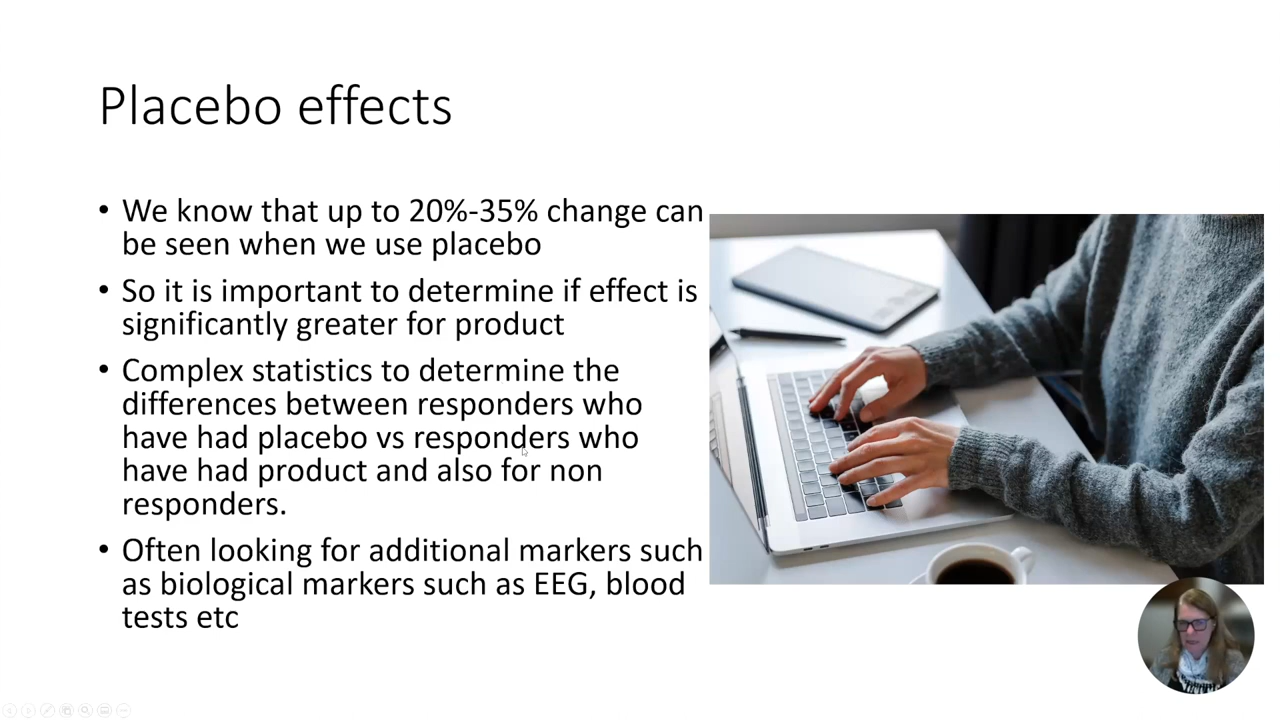 Placebo effects
• We know that up to 20%-35% change can
be seen when we use placebo
• So it is important to determine if effect is
significantly greater for product
• Complex statistics to determine the
differences between responders who
have had placebo vs responders who
have had product and also for non
responders.
• Often looking for additional markers such
as biological markers such as EEG, blood
tests etc